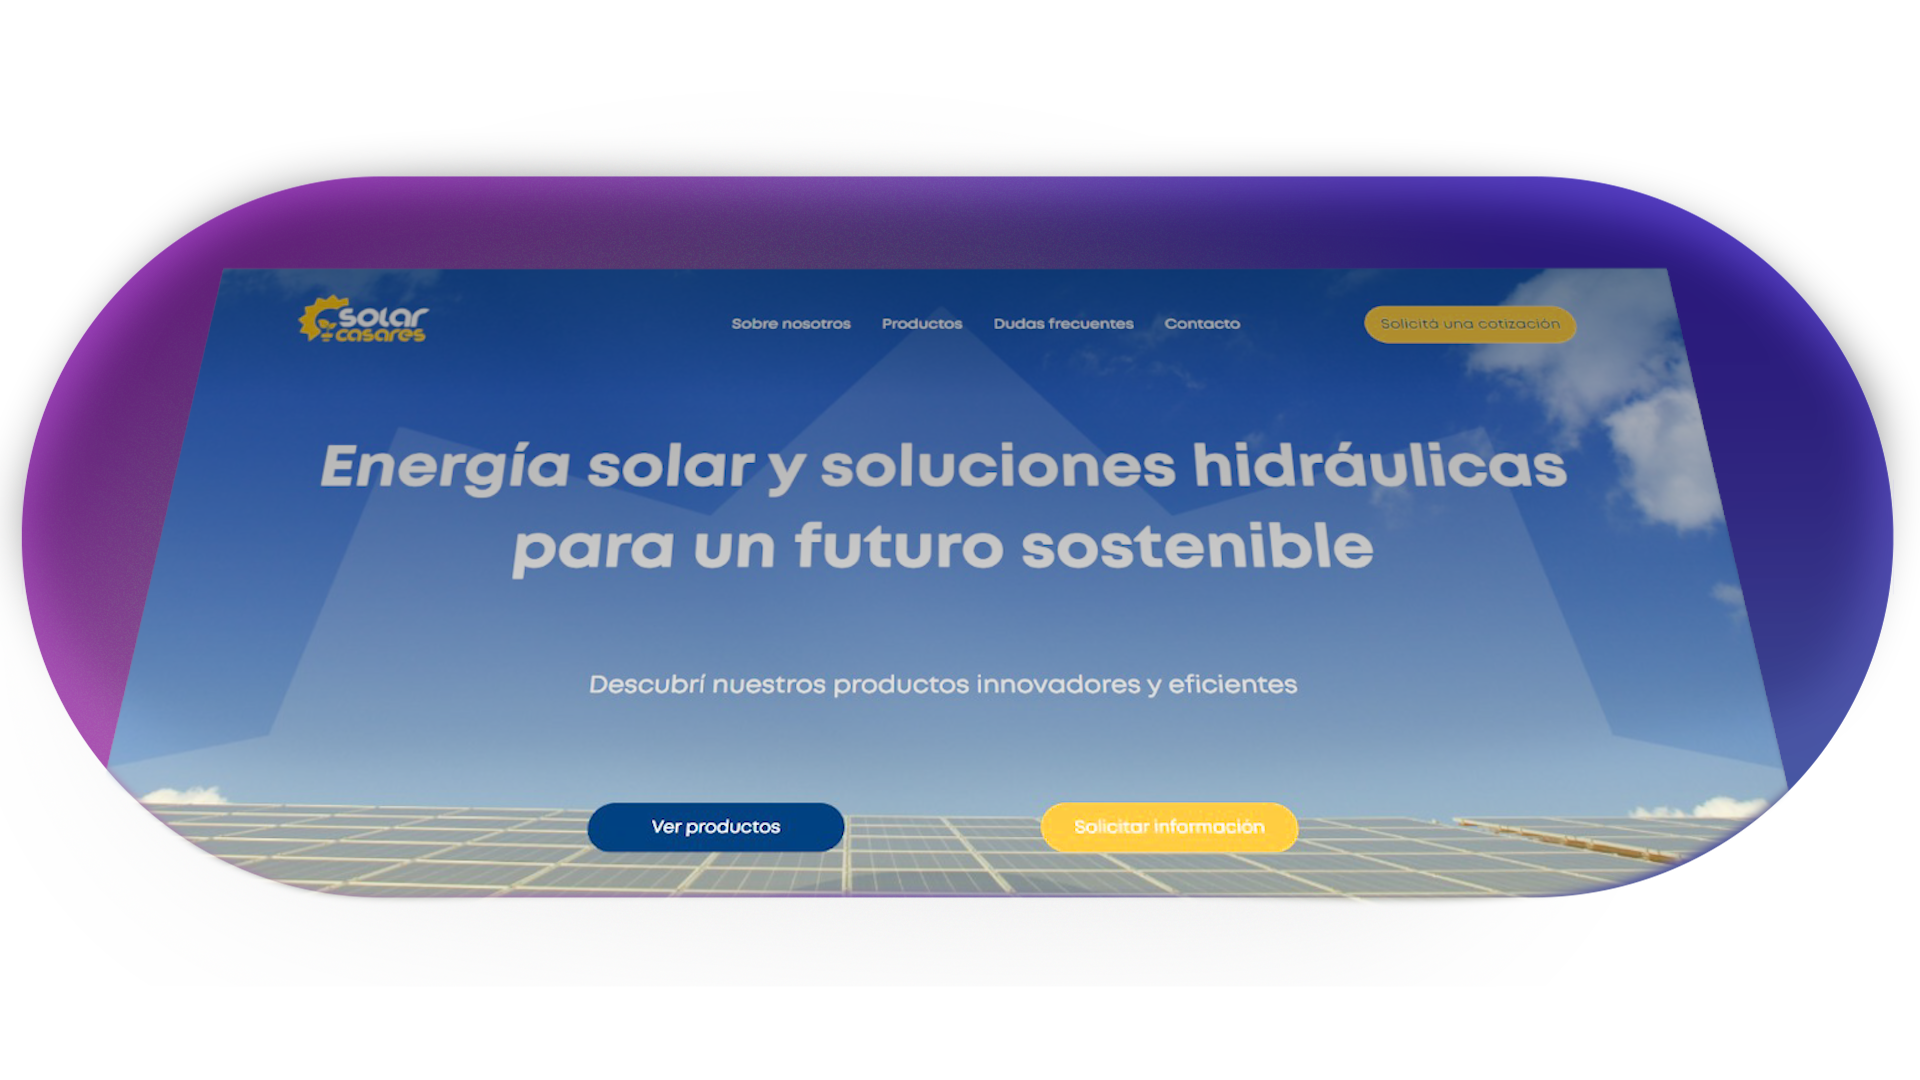 solar
casares
Sobre nosotros Productos Dudas frecuentes Contacto Solicitá una cotización
Energía solar y soluciones hidráulicas
para un futuro sostenible
Descubrí nuestros productos innovadores y eficientes
Ver productos Solicitar información